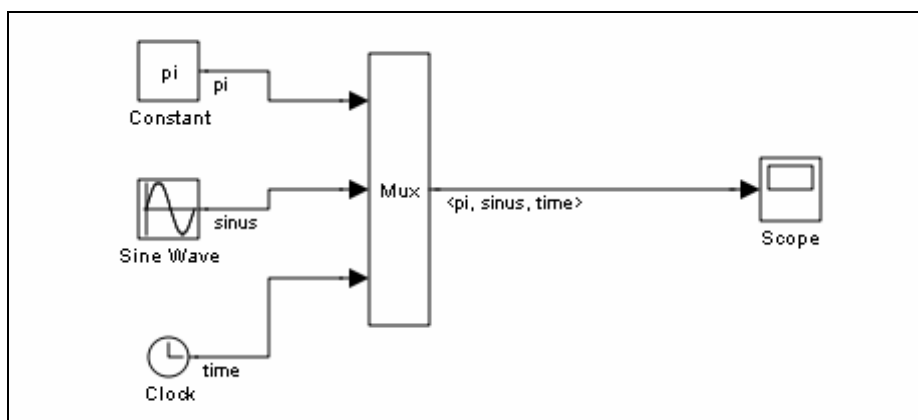 pi
pi
Constant
sinus
Sine Wave
time
Clock
Mux
<pi, sinus, time>
Scope